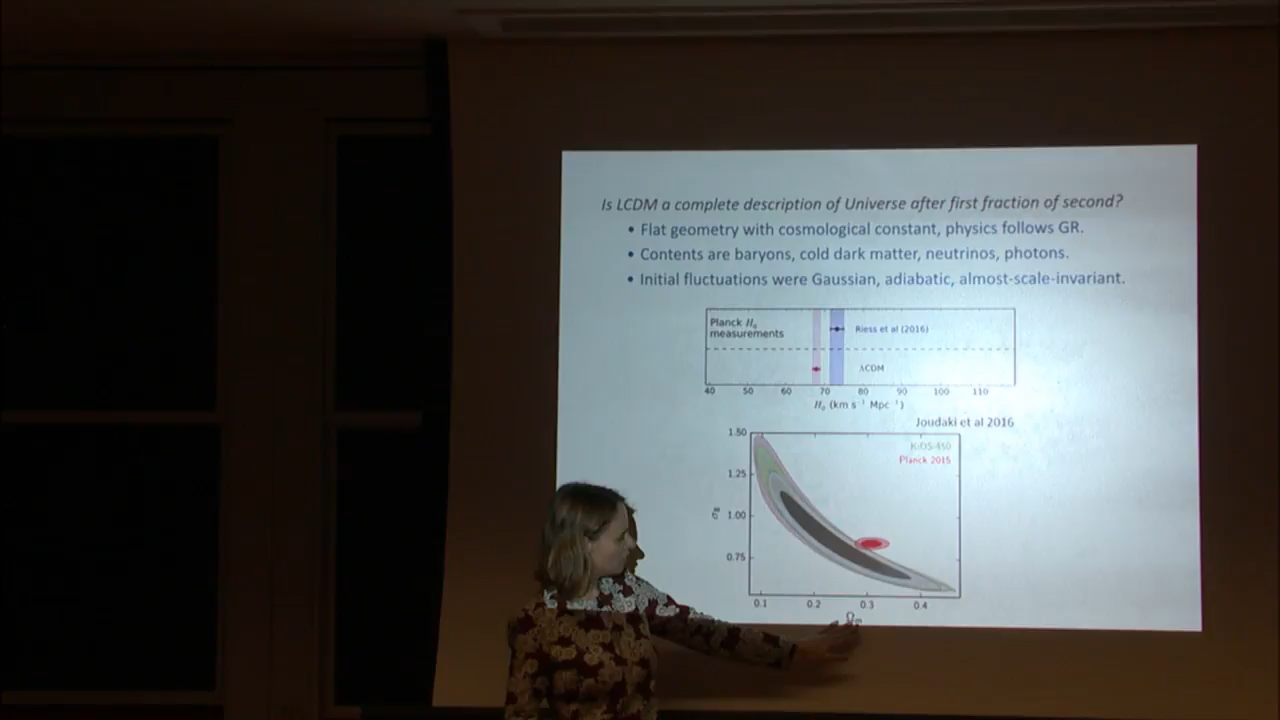 Is LCDM a complete description of Universe after first fraction of second?
• Flat geometry with cosmological constant, physics follows GR.
• Contents are baryons, cold dark matter, neutrinos, photons.
• Initial fluctuations were Gaussian, adiabatic, almost-scale-invariant.
Planck H₀
measurements
Riess et al (2016)
ΛCDM
40 50 60 70 80 90 100 110
H₀ (km s⁻¹ Mpc⁻¹)
Joudaki et al 2016
KiDS-450
Planck 2015
1.50
1.25
1.00
0.75
σ₈
0.1 0.2 0.3 0.4
Ωₘ